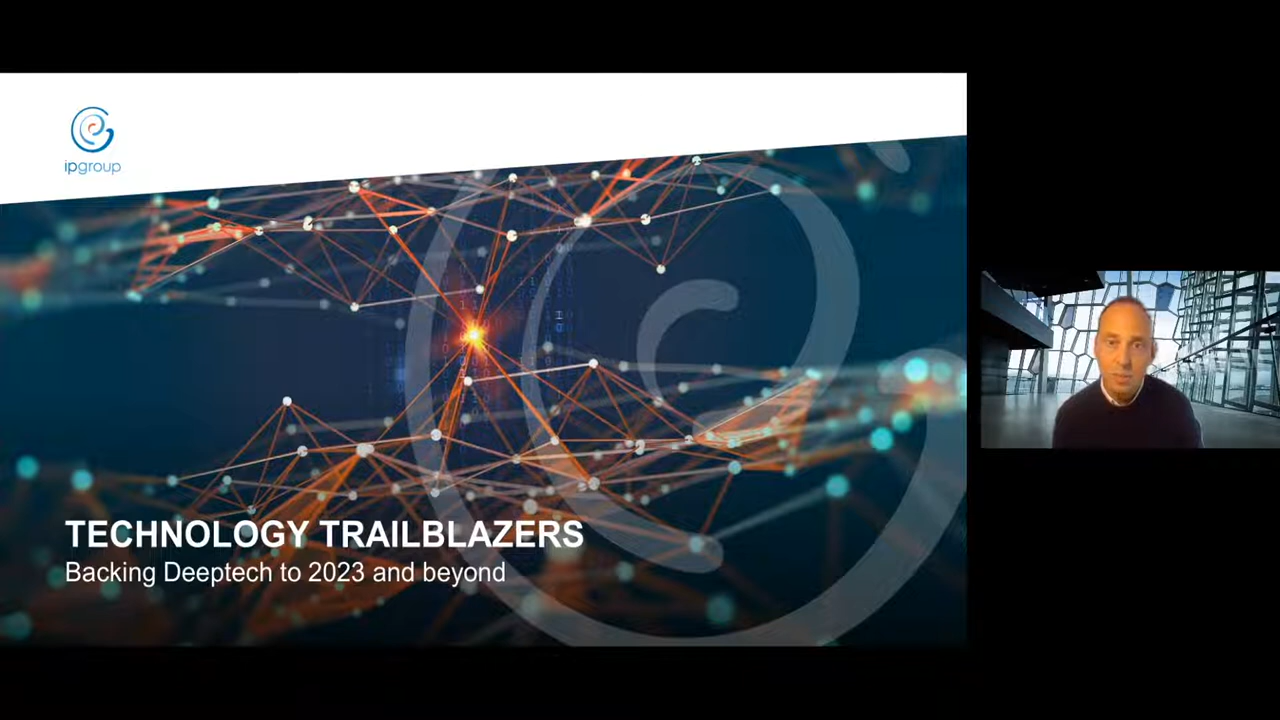 ipgroup
TECHNOLOGY TRAILBLAZERS
Backing Deeptech to 2023 and beyond